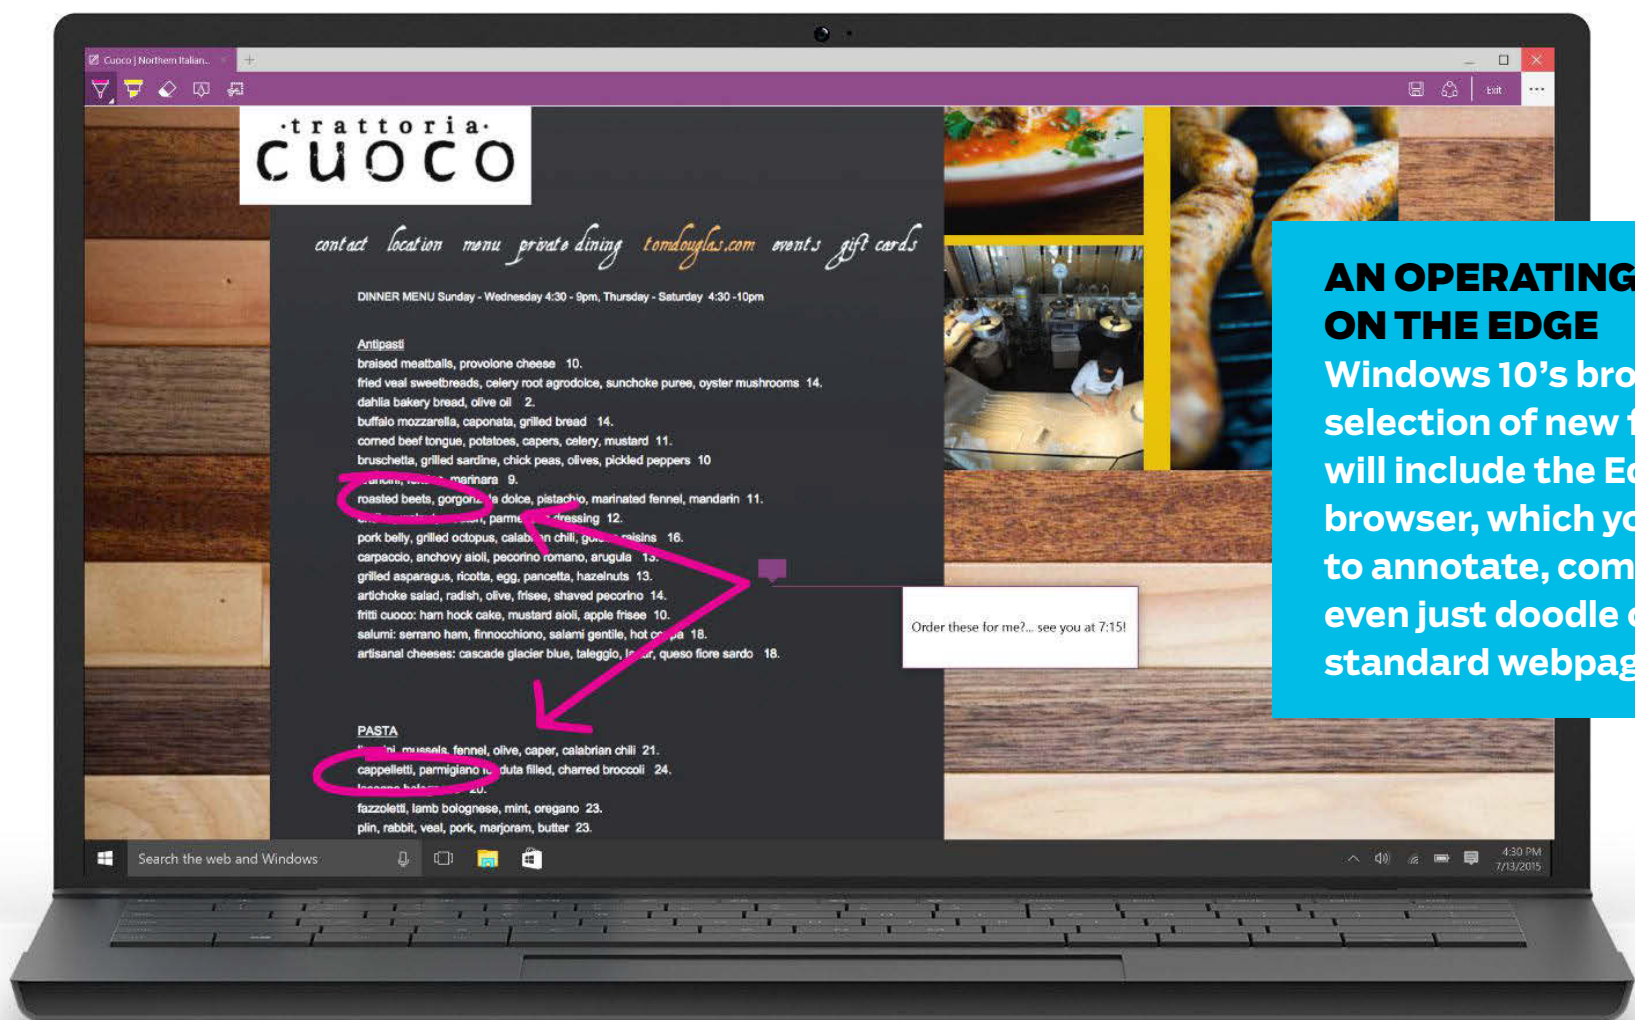 Cuoco | Northern Italian...
Exit
·trattoria·
cuoco
contact location menu private dining tomdouglas.com events gift cards
DINNER MENU Sunday - Wednesday 4:30 - 9pm, Thursday - Saturday 4:30 -10pm
Antipasti
braised meatballs, provolone cheese 10.
fried veal sweetbreads, celery root agrodolce, sunchoke puree, oyster mushrooms 14.
dahlia bakery bread, olive oil 2.
buffalo mozzarella, caponata, grilled bread 14.
corned beef tongue, potatoes, capers, celery, mustard 11.
bruschetta, grilled sardine, chick peas, olives, pickled peppers 10
marinara 9.
roasted beets, gorgonzola dolce, pistachio, marinated fennel, mandarin 11.
dressing 12.
pork belly, grilled octopus, calabrian chili, golden raisins 16.
carpaccio, anchovy aioli, pecorino romano, arugula 13.
grilled asparagus, ricotta, egg, pancetta, hazelnuts 13.
artichoke salad, radish, olive, frisee, shaved pecorino 14.
fritti cuoco: ham hock cake, mustard aioli, apple frisee 10.
salumi: serrano ham, finnocchiono, salami gentile, hot coppa 18.
artisanal cheeses: cascade glacier blue, taleggio, queso fiore sardo 18.
PASTA
mussels, fennel, olive, caper, calabrian chili 21.
cappelletti, parmigiano filled, charred broccoli 24.
20.
fazzoletti, lamb bolognese, mint, oregano 23.
plin, rabbit, veal, pork, marjoram, butter 23.
Order these for me?... see you at 7:15!
AN OPERATING
ON THE EDGE
Windows 10's bro
selection of new f
will include the Ed
browser, which yo
to annotate, com
even just doodle o
standard webpag
Search the web and Windows
4:30 PM
7/13/2015